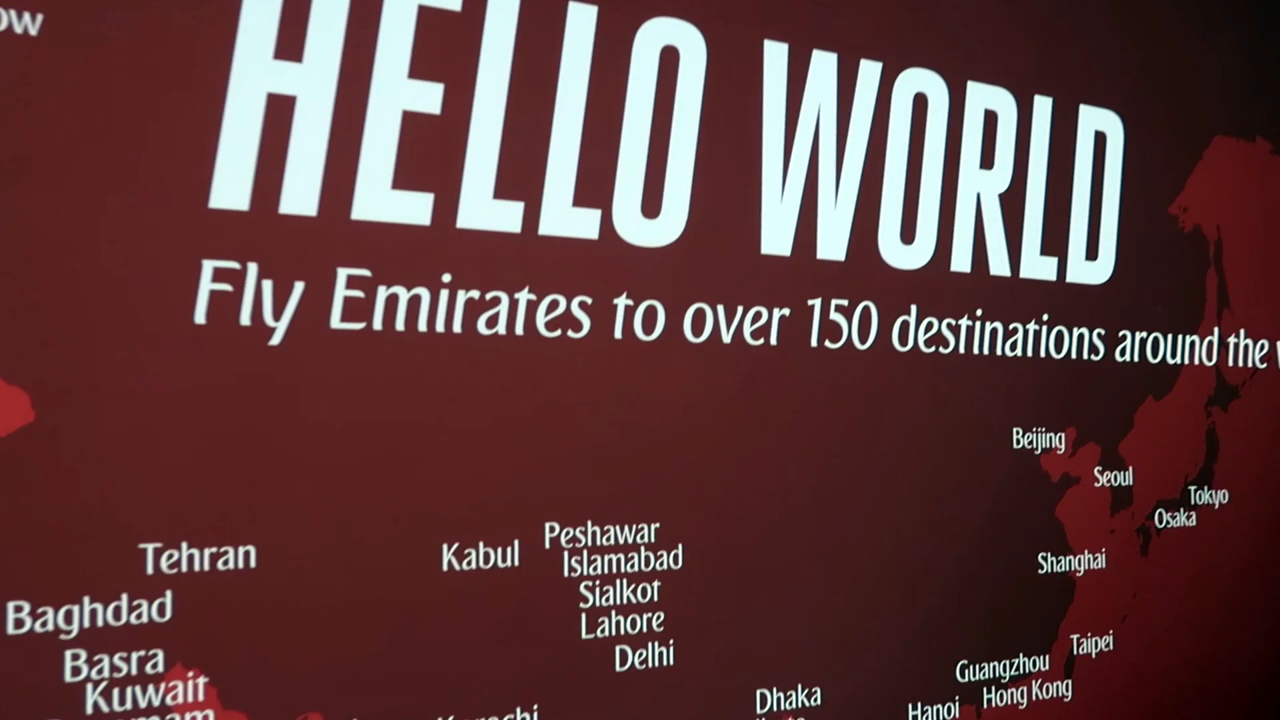 HELLO WORLD
Fly Emirates to over 150 destinations around the
Beijing
Seoul
Tokyo
Osaka
Peshawar
Tehran
Kabul
Islamabad
Shanghai
Sialkot
Baghdad
Lahore
Taipei
Delhi
Basra
Guangzhou
Kuwait
Hong Kong
Dhaka
Hanoi
Karachi